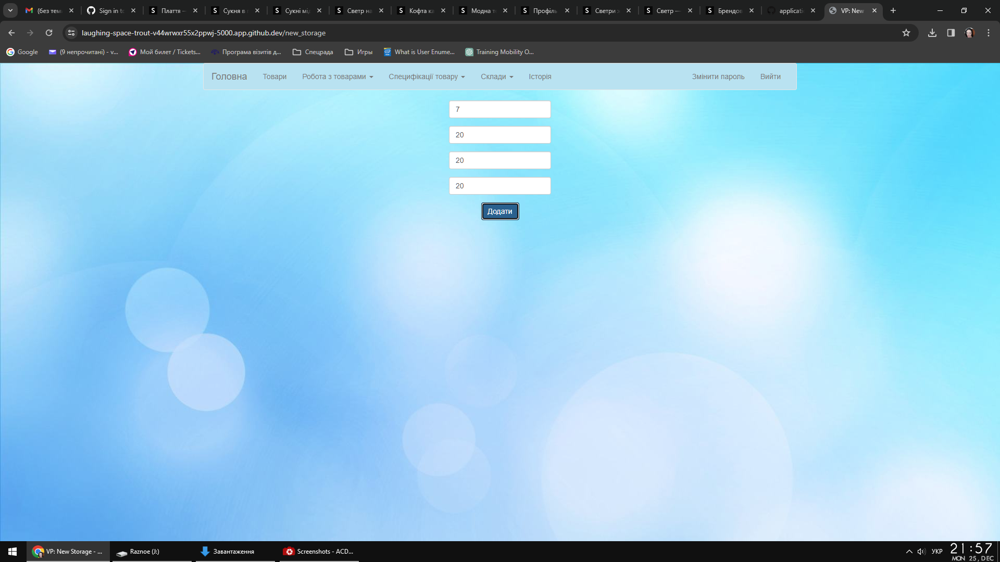 (без тем
Sign in to
Плаття —
Сукня в
Сукні мід
Светр на
Кофта ка
Модна т
Профіль
Светри
Светр —
Брендов
applicati
VP: New
laughing-space-trout-v44wrwxr55x2ppwj-5000.app.github.dev/new_storage
Google
(9 непрочитані) - v...
Мой билет / Tickets...
Програма візитів д...
Спецрада
Игры
What is User Enume...
Training Mobility O...
Головна
Товари
Робота з товарами
Специфікації товару
Склади
Історія
Змінити пароль
Вийти
7
20
20
20
Додати
VP: New Storage - ...
Raznoe (J:)
Завантаження
Screenshots - ACD...
УКР
21:57
MON 25, DEC